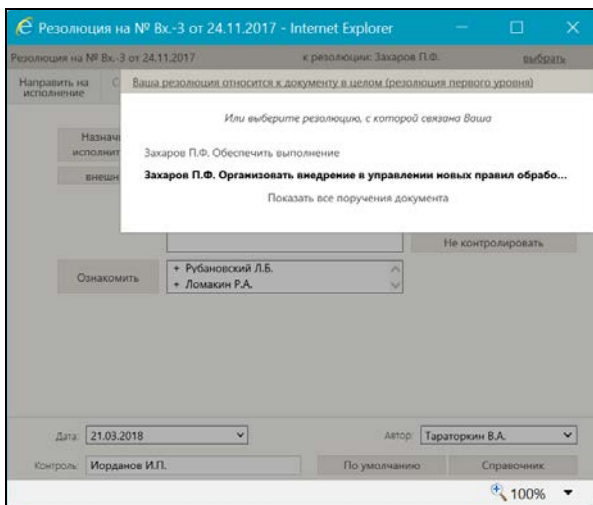 Резолюция на № Вх.-3 от 24.11.2017 - Internet Explorer
Резолюция на № Вх.-3 от 24.11.2017 к резолюции: Захаров П.Ф. выбрать
Направить на
исполнение
Ваша резолюция относится к документу в целом (резолюция первого уровня)
Или выберите резолюцию, с которой связана Ваша
Захаров П.Ф. Обеспечить выполнение
Захаров П.Ф. Организовать внедрение в управлении новых правил обрабо...
Показать все поручения документа
Назначи
исполнит
внешн
Не контролировать
Ознакомить
+ Рубановский Л.Б.
+ Ломакин Р.А.
Дата: 21.03.2018 Автор: Тараторкин В.А.
Контроль: Иорданов И.П. По умолчанию Справочник
100%